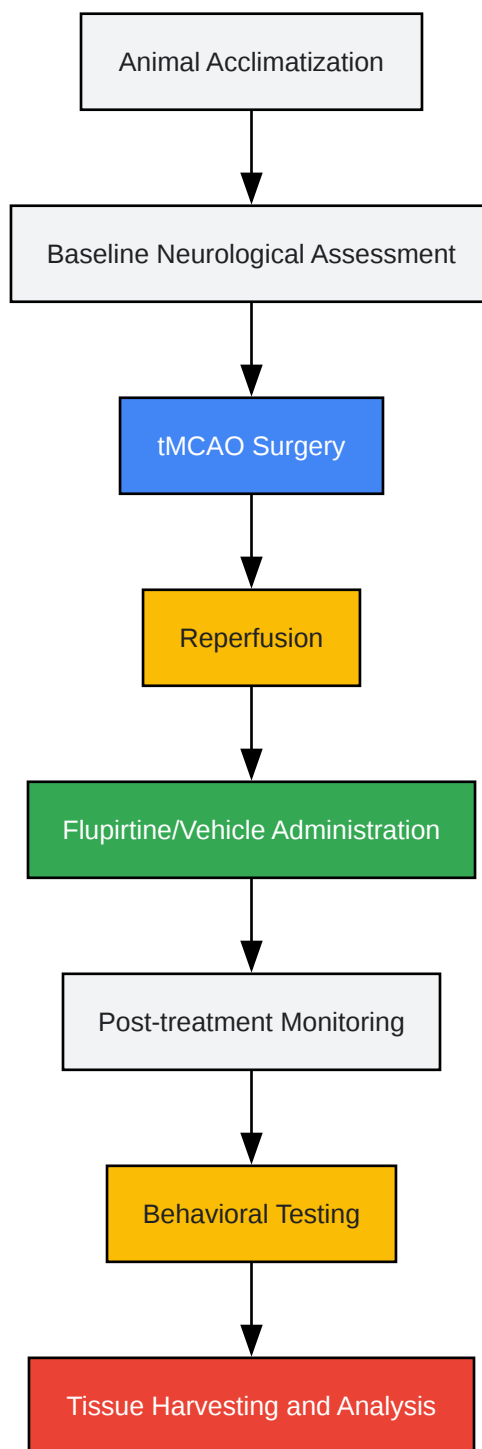 Animal Acclimatization
Baseline Neurological Assessment
tMCAO Surgery
Reperfusion
Flupirtine/Vehicle Administration
Post-treatment Monitoring
Behavioral Testing
Tissue Harvesting and Analysis